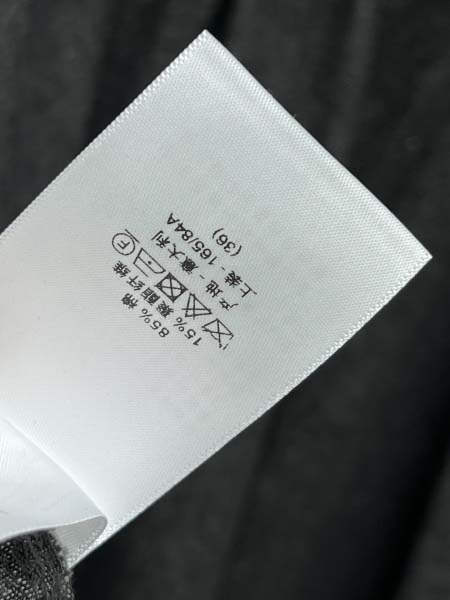 85% 棉
15% 聚酯纤维
F
产地 - 意大利
上装 - 165/84A
(36)